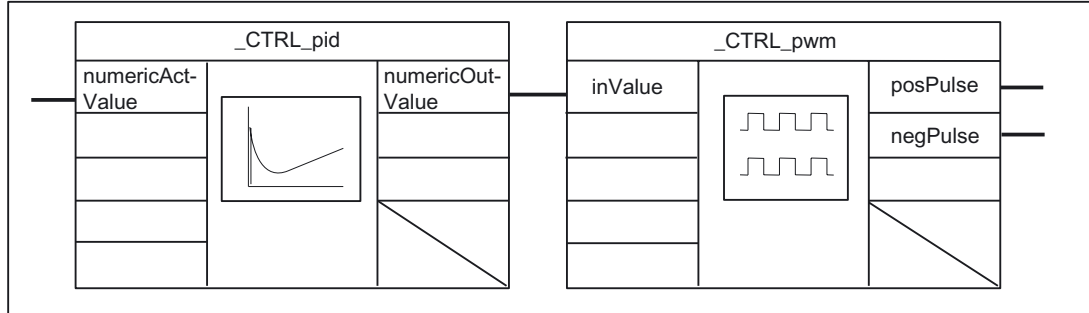 _CTRL_pid
numericAct-
Value
numericOut-
Value
_CTRL_pwm
inValue
posPulse
negPulse